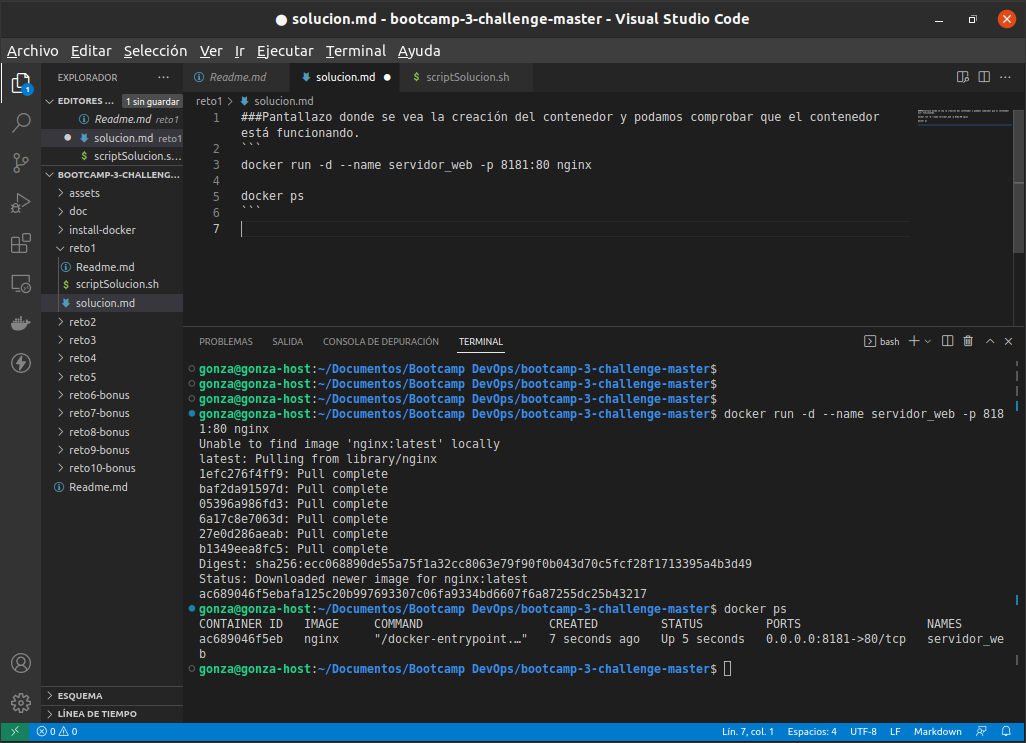 ● solucion.md - bootcamp-3-challenge-master - Visual Studio Code
Archivo Editar Selección Ver Ir Ejecutar Terminal Ayuda
EXPLORADOR ...
EDITORES ... 1 sin guardar
Readme.md reto1
solucion.md reto1
$ scriptSolucion.s...
BOOTCAMP-3-CHALLENG...
assets
doc
install-docker
reto1
Readme.md
$ scriptSolucion.sh
solucion.md
reto2
reto3
reto4
reto5
reto6-bonus
reto7-bonus
reto8-bonus
reto9-bonus
reto10-bonus
Readme.md
ESQUEMA
LÍNEA DE TIEMPO
1
Readme.md
solucion.md ●
$ scriptSolucion.sh
reto1 > solucion.md
1 ###Pantallazo donde se vea la creación del contenedor y podamos comprobar que el contenedor
está funcionando.
2 ```
3 docker run -d --name servidor_web -p 8181:80 nginx
4
5 docker ps
6 ```
7
PROBLEMAS SALIDA CONSOLA DE DEPURACIÓN TERMINAL
bash
gonza@gonza-host:~/Documentos/Bootcamp DevOps/bootcamp-3-challenge-master$
gonza@gonza-host:~/Documentos/Bootcamp DevOps/bootcamp-3-challenge-master$
gonza@gonza-host:~/Documentos/Bootcamp DevOps/bootcamp-3-challenge-master$
gonza@gonza-host:~/Documentos/Bootcamp DevOps/bootcamp-3-challenge-master$ docker run -d --name servidor_web -p 818
1:80 nginx
Unable to find image 'nginx:latest' locally
latest: Pulling from library/nginx
1efc276f4ff9: Pull complete
baf2da91597d: Pull complete
05396a986fd3: Pull complete
6a17c8e7063d: Pull complete
27e0d286aeab: Pull complete
b1349eea8fc5: Pull complete
Digest: sha256:ecc068890de55a75f1a32cc8063e79f90f0b043d70c5fcf28f1713395a4b3d49
Status: Downloaded newer image for nginx:latest
ac689046f5ebafa125c20b997693307c06fa9334bd6607f6a87255dc25b43217
gonza@gonza-host:~/Documentos/Bootcamp DevOps/bootcamp-3-challenge-master$ docker ps
CONTAINER ID IMAGE COMMAND CREATED STATUS PORTS NAMES
ac689046f5eb nginx "/docker-entrypoint.…" 7 seconds ago Up 5 seconds 0.0.0.0:8181->80/tcp servidor_we
b
gonza@gonza-host:~/Documentos/Bootcamp DevOps/bootcamp-3-challenge-master$
0 0
Lín. 7, col. 1 Espacios: 4 UTF-8 LF Markdown